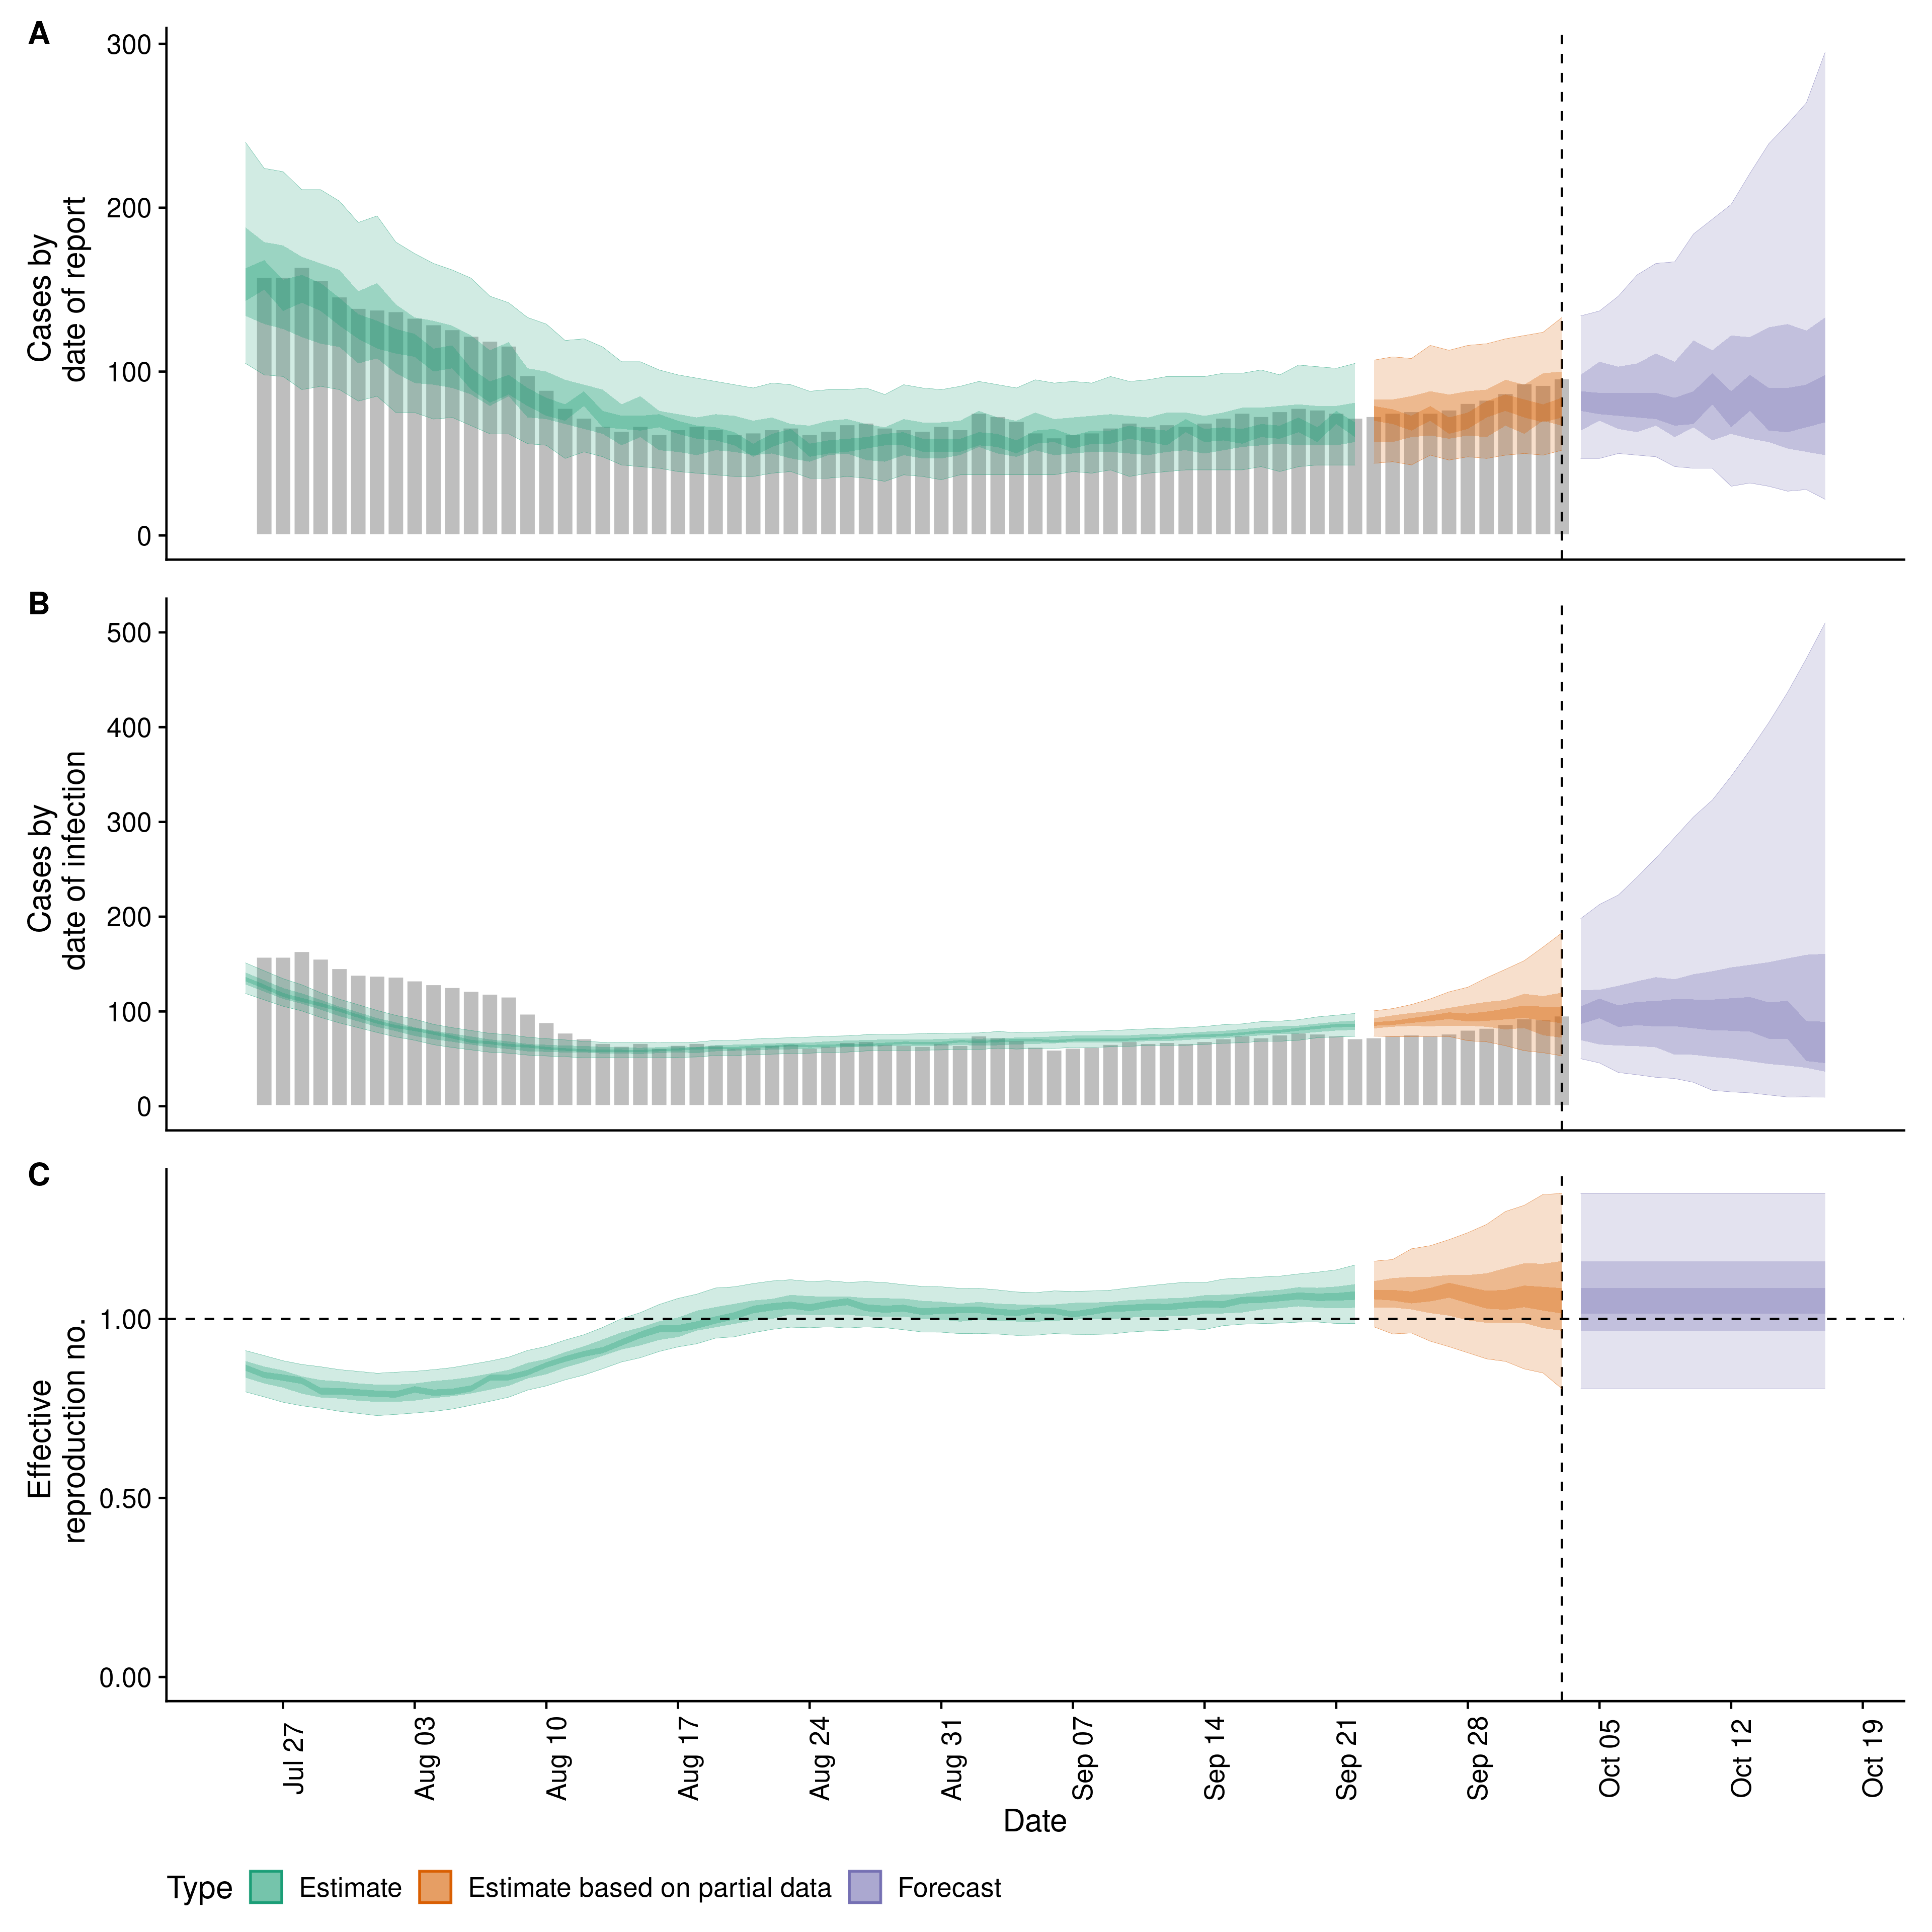 A
Cases by
date of report
300
200
100
0
B
Cases by
date of infection
500
400
300
200
100
0
C
Effective
reproduction no.
1.00
0.50
0.00
Jul 27
Aug 03
Aug 10
Aug 17
Aug 24
Aug 31
Sep 07
Sep 14
Sep 21
Sep 28
Oct 05
Oct 12
Oct 19
Date
Type Estimate Estimate based on partial data Forecast